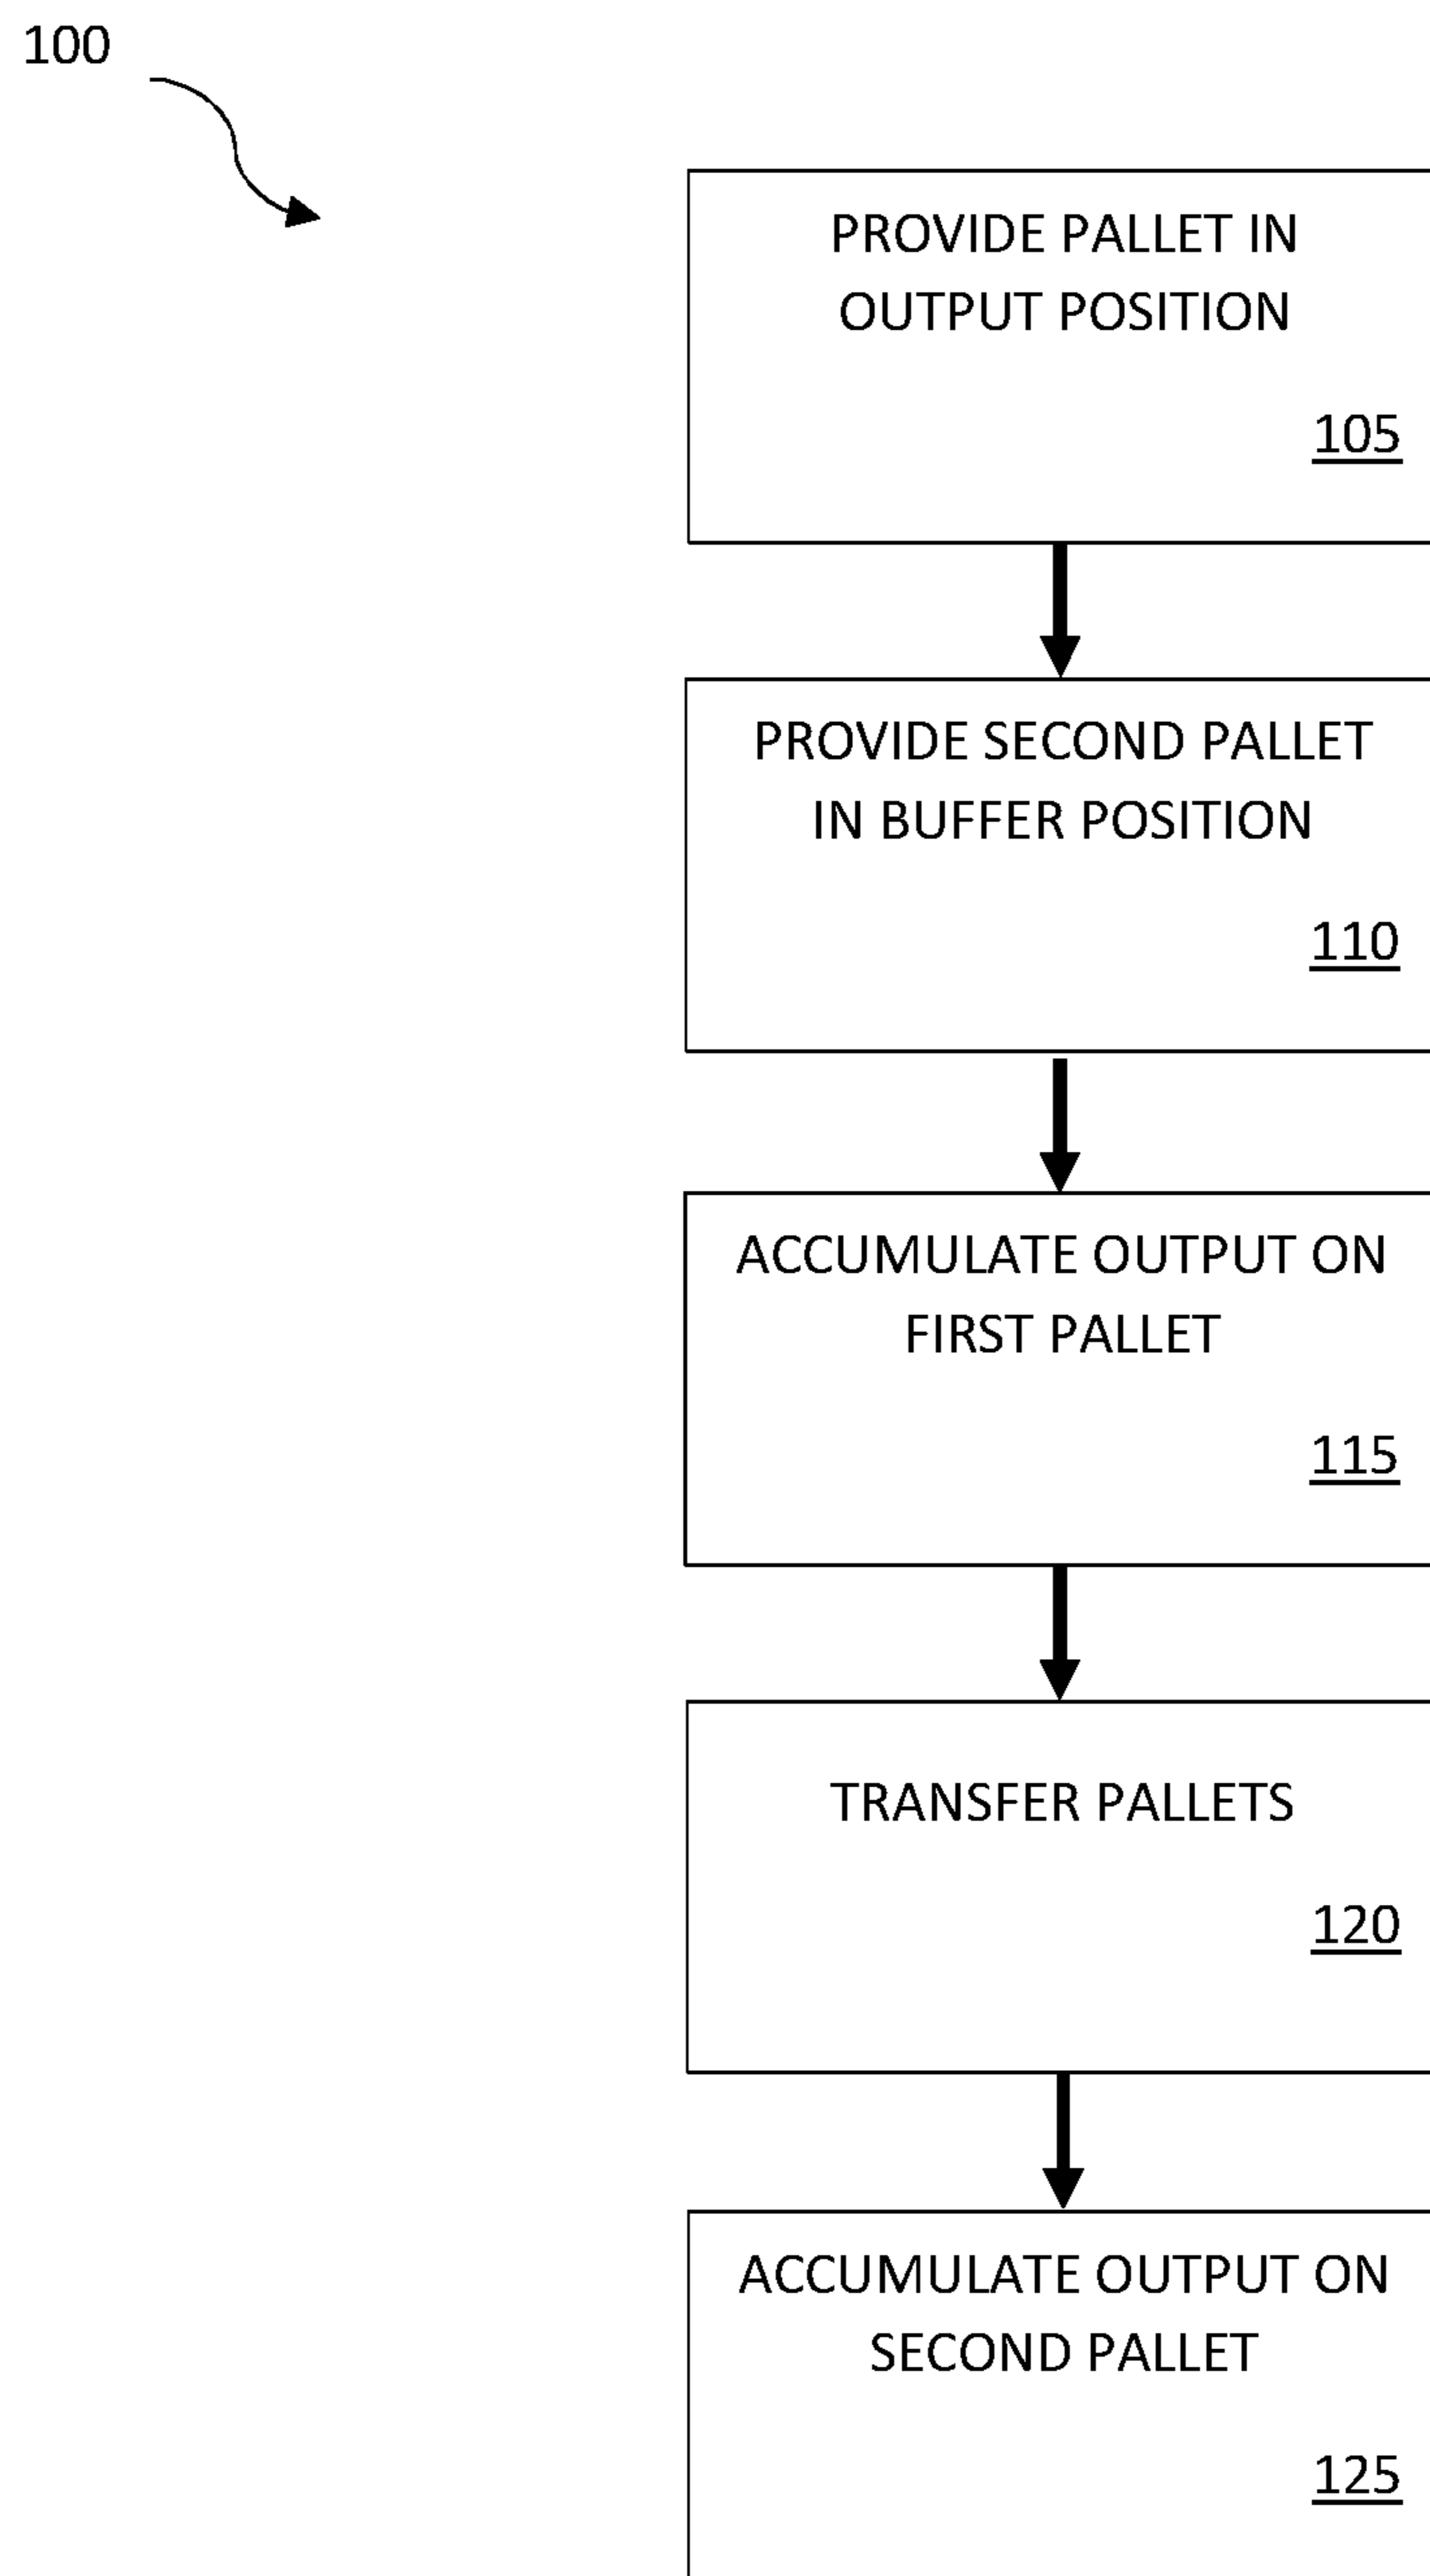 100
PROVIDE PALLET IN
OUTPUT POSITION
105
PROVIDE SECOND PALLET
IN BUFFER POSITION
110
ACCUMULATE OUTPUT ON
FIRST PALLET
115
TRANSFER PALLETS
120
ACCUMULATE OUTPUT ON
SECOND PALLET
125